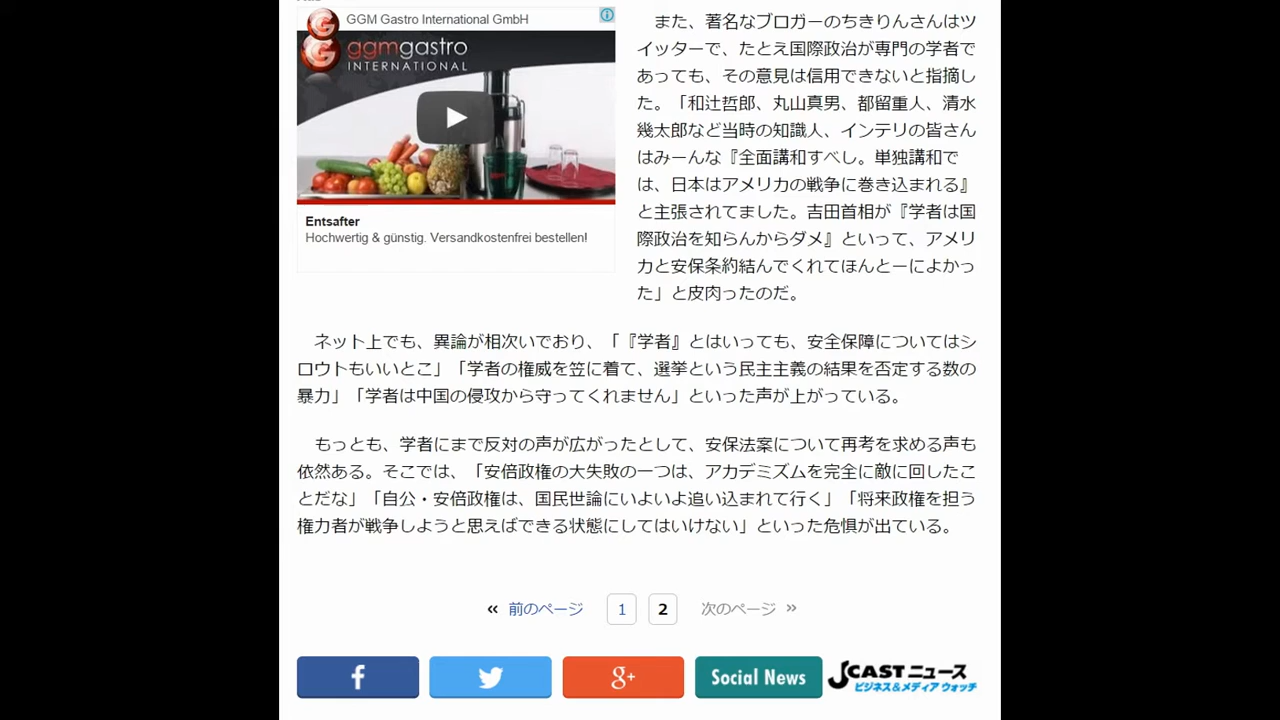 GGM Gastro International GmbH
ggmgastro
INTERNATIONAL
Entsafter
Hochwertig & günstig. Versandkostenfrei bestellen!
また、著名なブロガーのちきりんさんはツ
イッターで、たとえ国際政治が専門の学者で
あっても、その意見は信用できないと指摘し
た。「和辻哲郎、丸山真男、都留重人、清水
幾太郎など当時の知識人、インテリの皆さん
はみーんな『全面講和すべし。単独講和で
は、日本はアメリカの戦争に巻き込まれる』
と主張されてました。吉田首相が『学者は国
際政治を知らんからダメ』といって、アメリ
カと安保条約結んでくれてほんとーによかっ
た」と皮肉ったのだ。
ネット上でも、異論が相次いでおり、「『学者』とはいっても、安全保障についてはシ
ロウトもいいとこ」「学者の権威を笠に着て、選挙という民主主義の結果を否定する数の
暴力」「学者は中国の侵攻から守ってくれません」といった声が上がっている。
もっとも、学者にまで反対の声が広がったとして、安保法案について再考を求める声も
依然ある。そこでは、「安倍政権の大失敗の一つは、アカデミズムを完全に敵に回したこ
とだな」「自公・安倍政権は、国民世論にいよいよ追い込まれて行く」「将来政権を担う
権力者が戦争しようと思えばできる状態にしてはいけない」といった危惧が出ている。
« 前のページ 1 2 次のページ »
f g+ Social News J CAST ニュース
ビジネス&メディアウォッチ